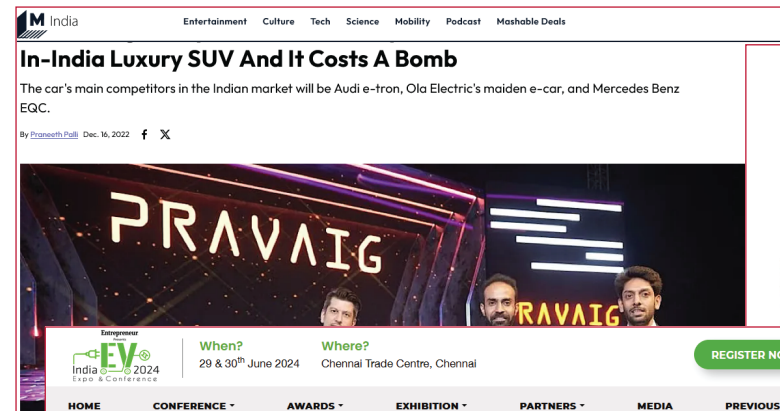 M India
Entertainment Culture Tech Science Mobility Podcast Mashable Deals
In-India Luxury SUV And It Costs A Bomb
The car's main competitors in the Indian market will be Audi e-tron, Ola Electric's maiden e-car, and Mercedes Benz
EQC.
By Praneeth Palli Dec. 16, 2022
PRAVAIG
PRAVAIG
Entrepreneur
Presents
India EV 2024
Expo & Conference
When?
29 & 30th June 2024
Where?
Chennai Trade Centre, Chennai
REGISTER NO
HOME CONFERENCE AWARDS EXHIBITION PARTNERS MEDIA PREVIOUS